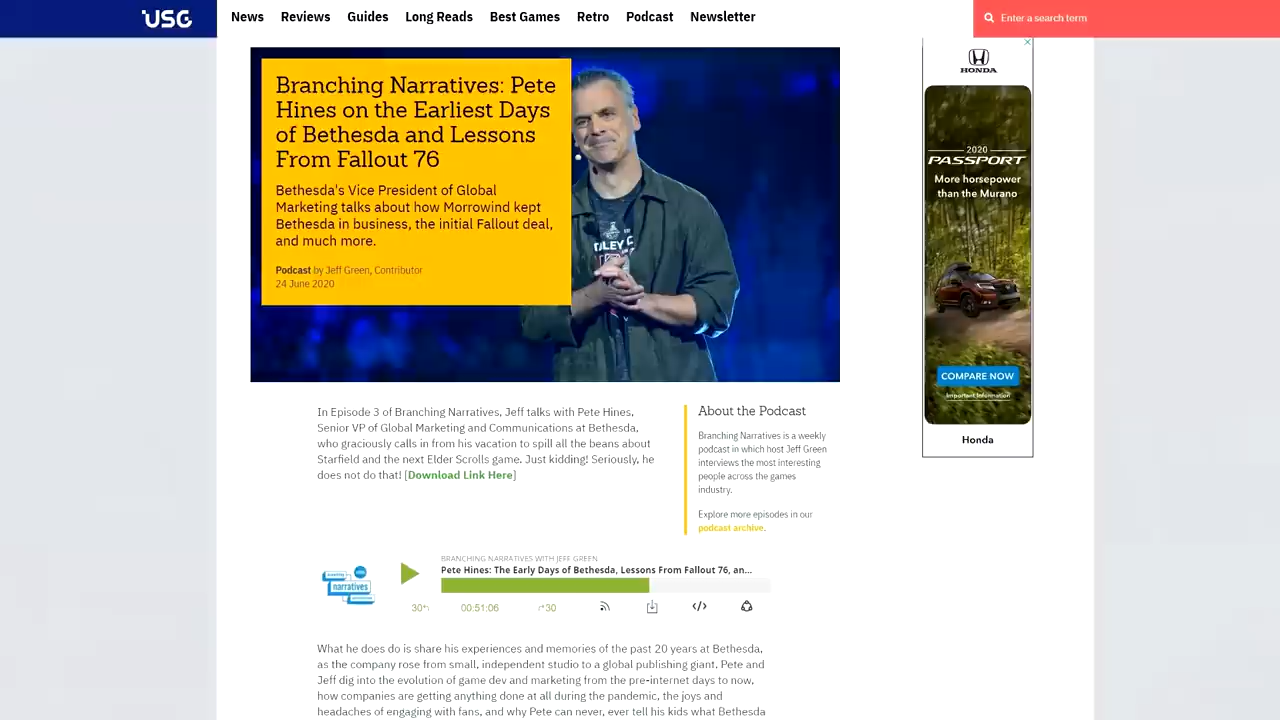 USG
News Reviews Guides Long Reads Best Games Retro Podcast Newsletter
Enter a search term
Branching Narratives: Pete
Hines on the Earliest Days
of Bethesda and Lessons
From Fallout 76
Bethesda's Vice President of Global
Marketing talks about how Morrowind kept
Bethesda in business, the initial Fallout deal,
and much more.
Podcast by Jeff Green, Contributor
24 June 2020
HONDA
2020
PASSPORT
More horsepower
than the Murano
COMPARE NOW
Important Information
Honda
In Episode 3 of Branching Narratives, Jeff talks with Pete Hines,
Senior VP of Global Marketing and Communications at Bethesda,
who graciously calls in from his vacation to spill all the beans about
Starfield and the next Elder Scrolls game. Just kidding! Seriously, he
does not do that! [Download Link Here]
About the Podcast
Branching Narratives is a weekly
podcast in which host Jeff Green
interviews the most interesting
people across the games
industry.
Explore more episodes in our
podcast archive.
narratives
BRANCHING NARRATIVES WITH JEFF GREEN
Pete Hines: The Early Days of Bethesda, Lessons From Fallout 76, an...
30 00:51:06 30
What he does do is share his experiences and memories of the past 20 years at Bethesda,
as the company rose from small, independent studio to a global publishing giant. Pete and
Jeff dig into the evolution of game dev and marketing from the pre-internet days to now,
how companies are getting anything done at all during the pandemic, the joys and
headaches of engaging with fans, and why Pete can never, ever tell his kids what Bethesda